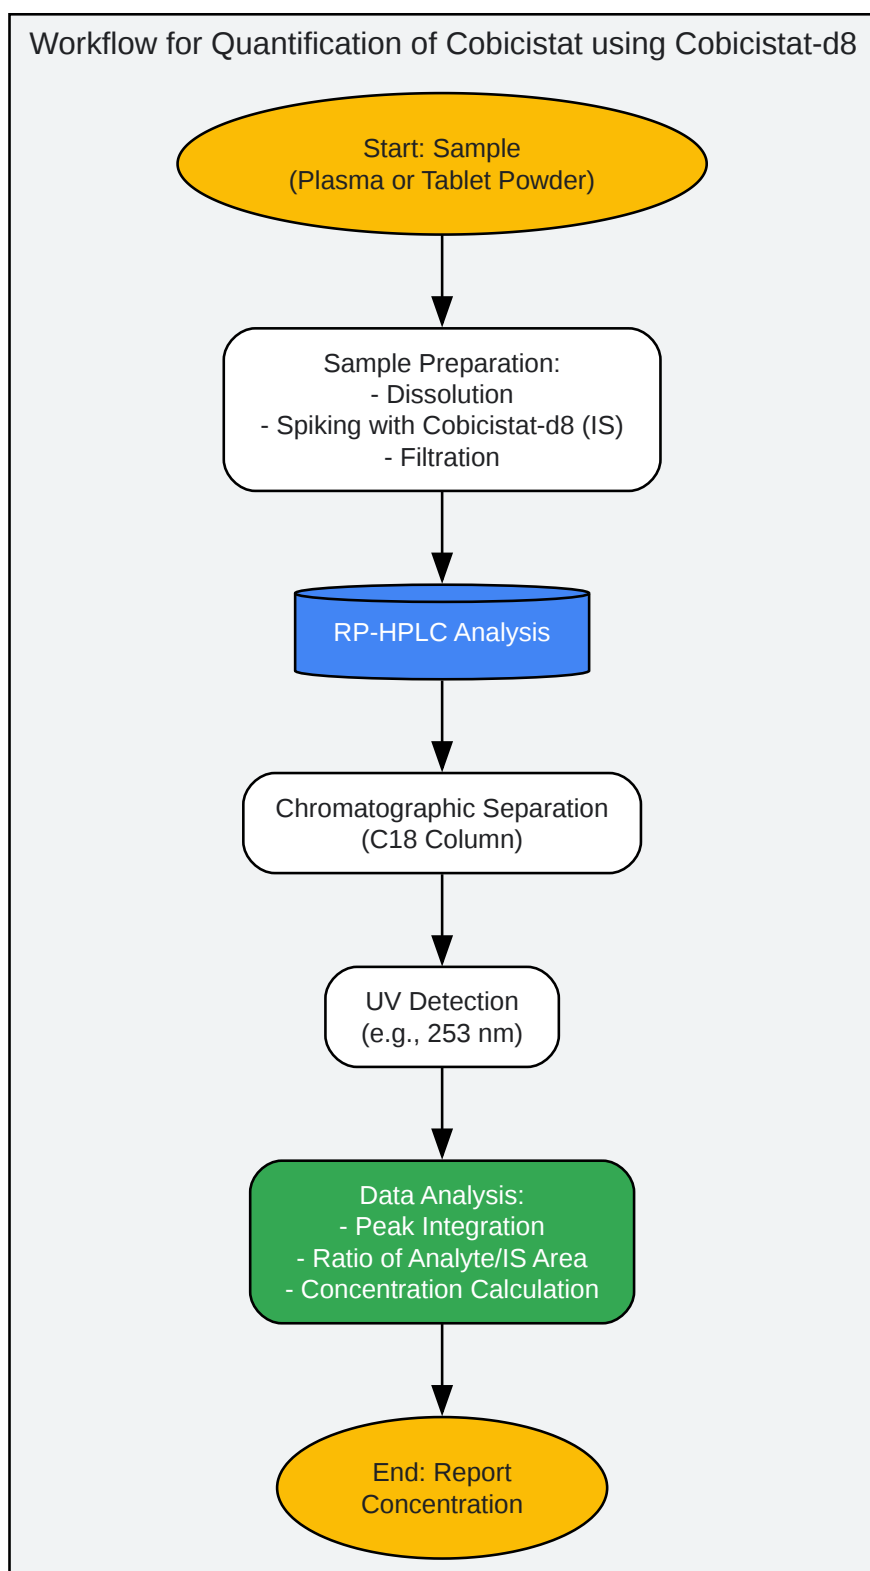 Workflow for Quantification of Cobicistat using Cobicistat-d8
Start: Sample
(Plasma or Tablet Powder)
Sample Preparation:
- Dissolution
- Spiking with Cobicistat-d8 (IS)
- Filtration
RP-HPLC Analysis
Chromatographic Separation
(C18 Column)
UV Detection
(e.g., 253 nm)
Data Analysis:
- Peak Integration
- Ratio of Analyte/IS Area
- Concentration Calculation
End: Report
Concentration